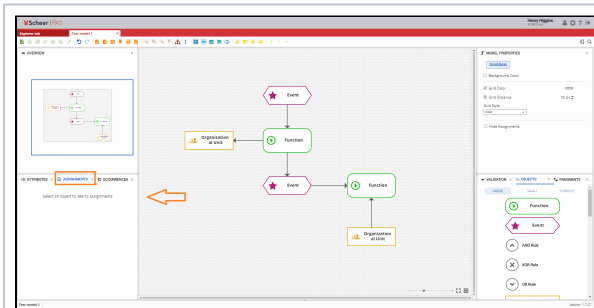 Scheer PAS
Henry Higgins
Explorer tab
Test model 1
OVERVIEW
Event
Organization
al Unit
Function
Event
Function
Organization
al Unit
ATTRIBUTES
ASSIGNMENTS
OCCURRENCES
Select an object to see its assignments
MODEL PROPERTIES
Background Color
Grid Color
Grid Distance
10 px
Grid Style
Hide Assignments
VALIDATION
OBJECTS
FRAGMENTS
LARGE
SMALL
Function
Event
AND Rule
XOR Rule
OR Rule
Test model 1